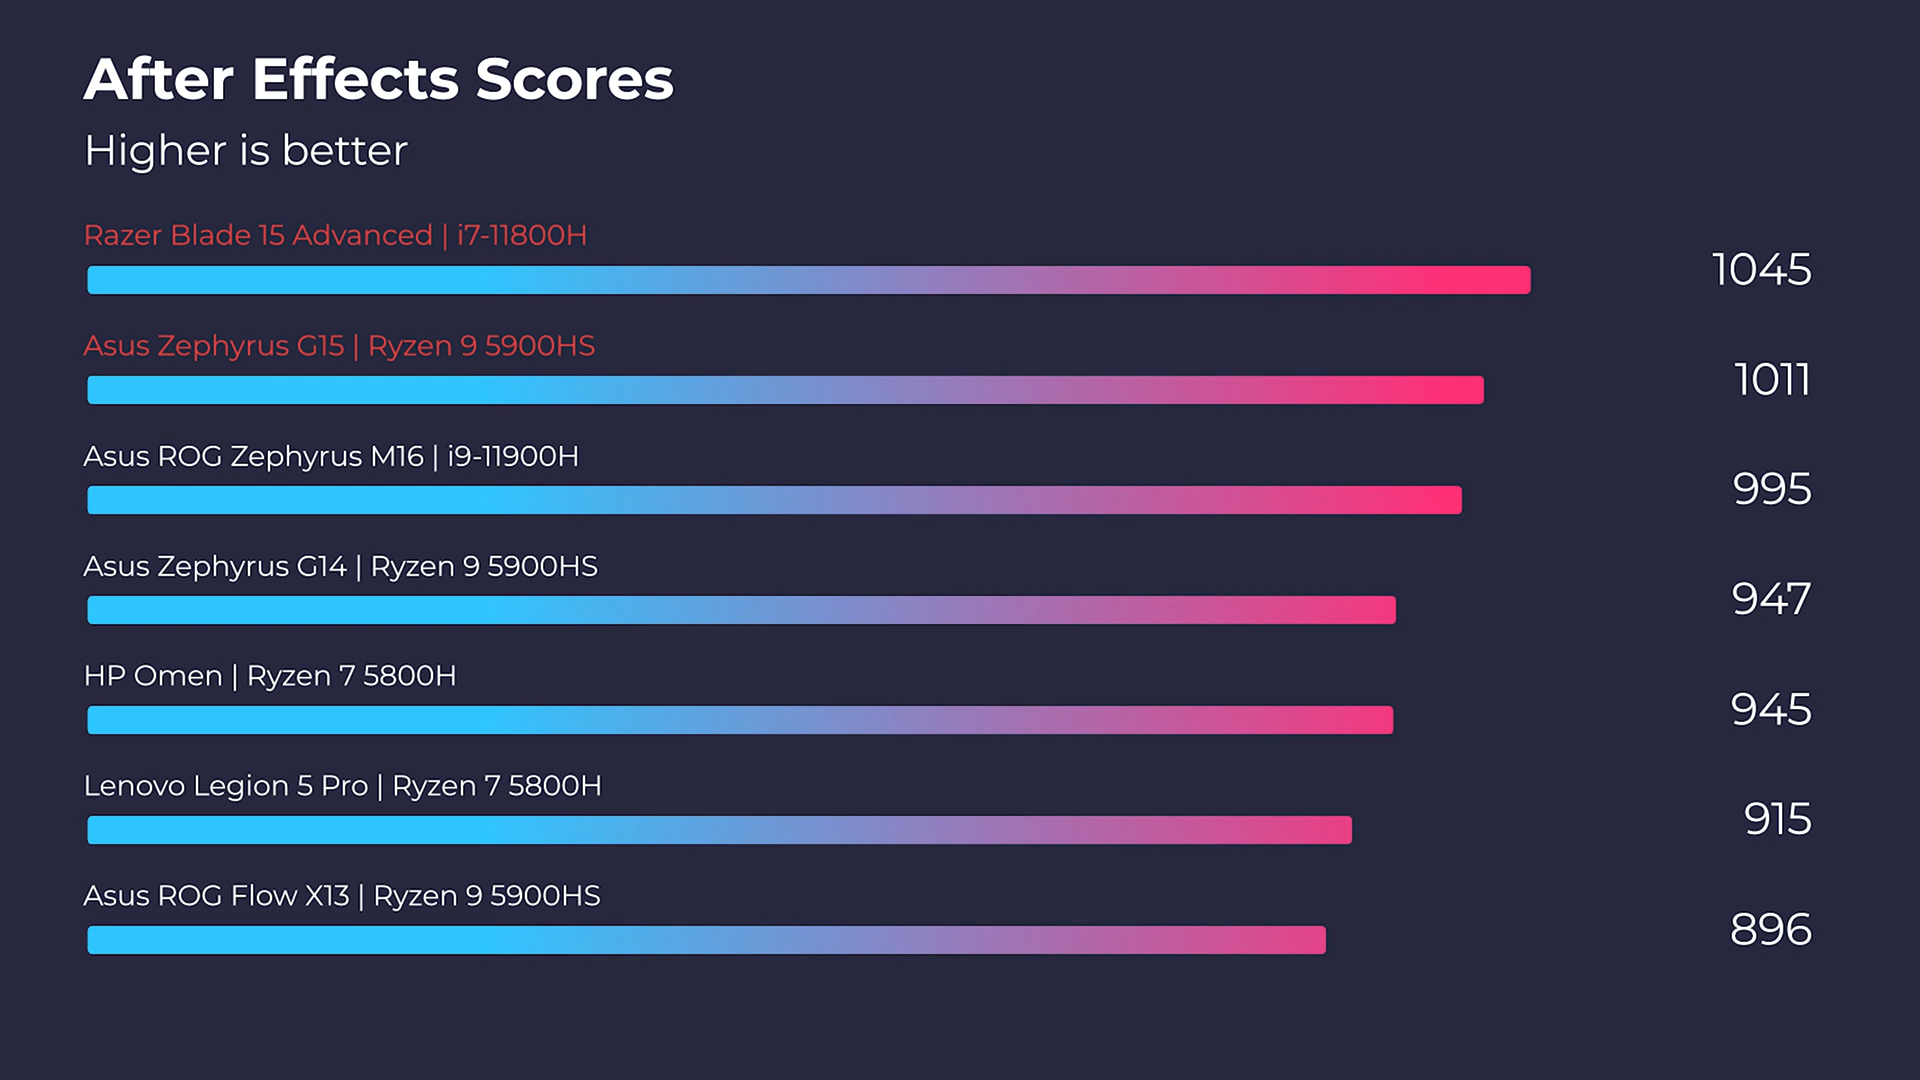 After Effects Scores
Higher is better
Razer Blade 15 Advanced | i7-11800H
1045
Asus Zephyrus G15 | Ryzen 9 5900HS
1011
Asus ROG Zephyrus M16 | i9-11900H
995
Asus Zephyrus G14 | Ryzen 9 5900HS
947
HP Omen | Ryzen 7 5800H
945
Lenovo Legion 5 Pro | Ryzen 7 5800H
915
Asus ROG Flow X13 | Ryzen 9 5900HS
896